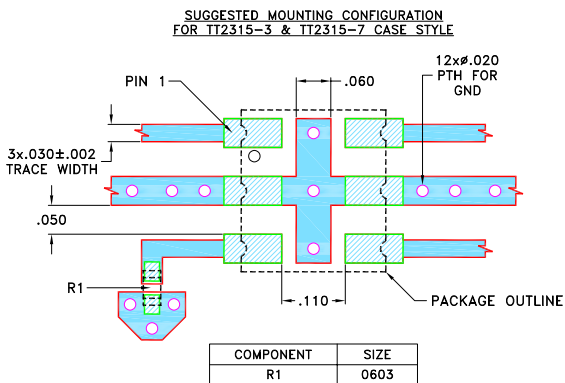 SUGGESTED MOUNTING CONFIGURATION
FOR TT2315-3 & TT2315-7 CASE STYLE
PIN 1
.060
12xø.020
PTH FOR
GND
3x.030±.002
TRACE WIDTH
.050
R1
.110
PACKAGE OUTLINE
COMPONENT SIZE
R1 0603